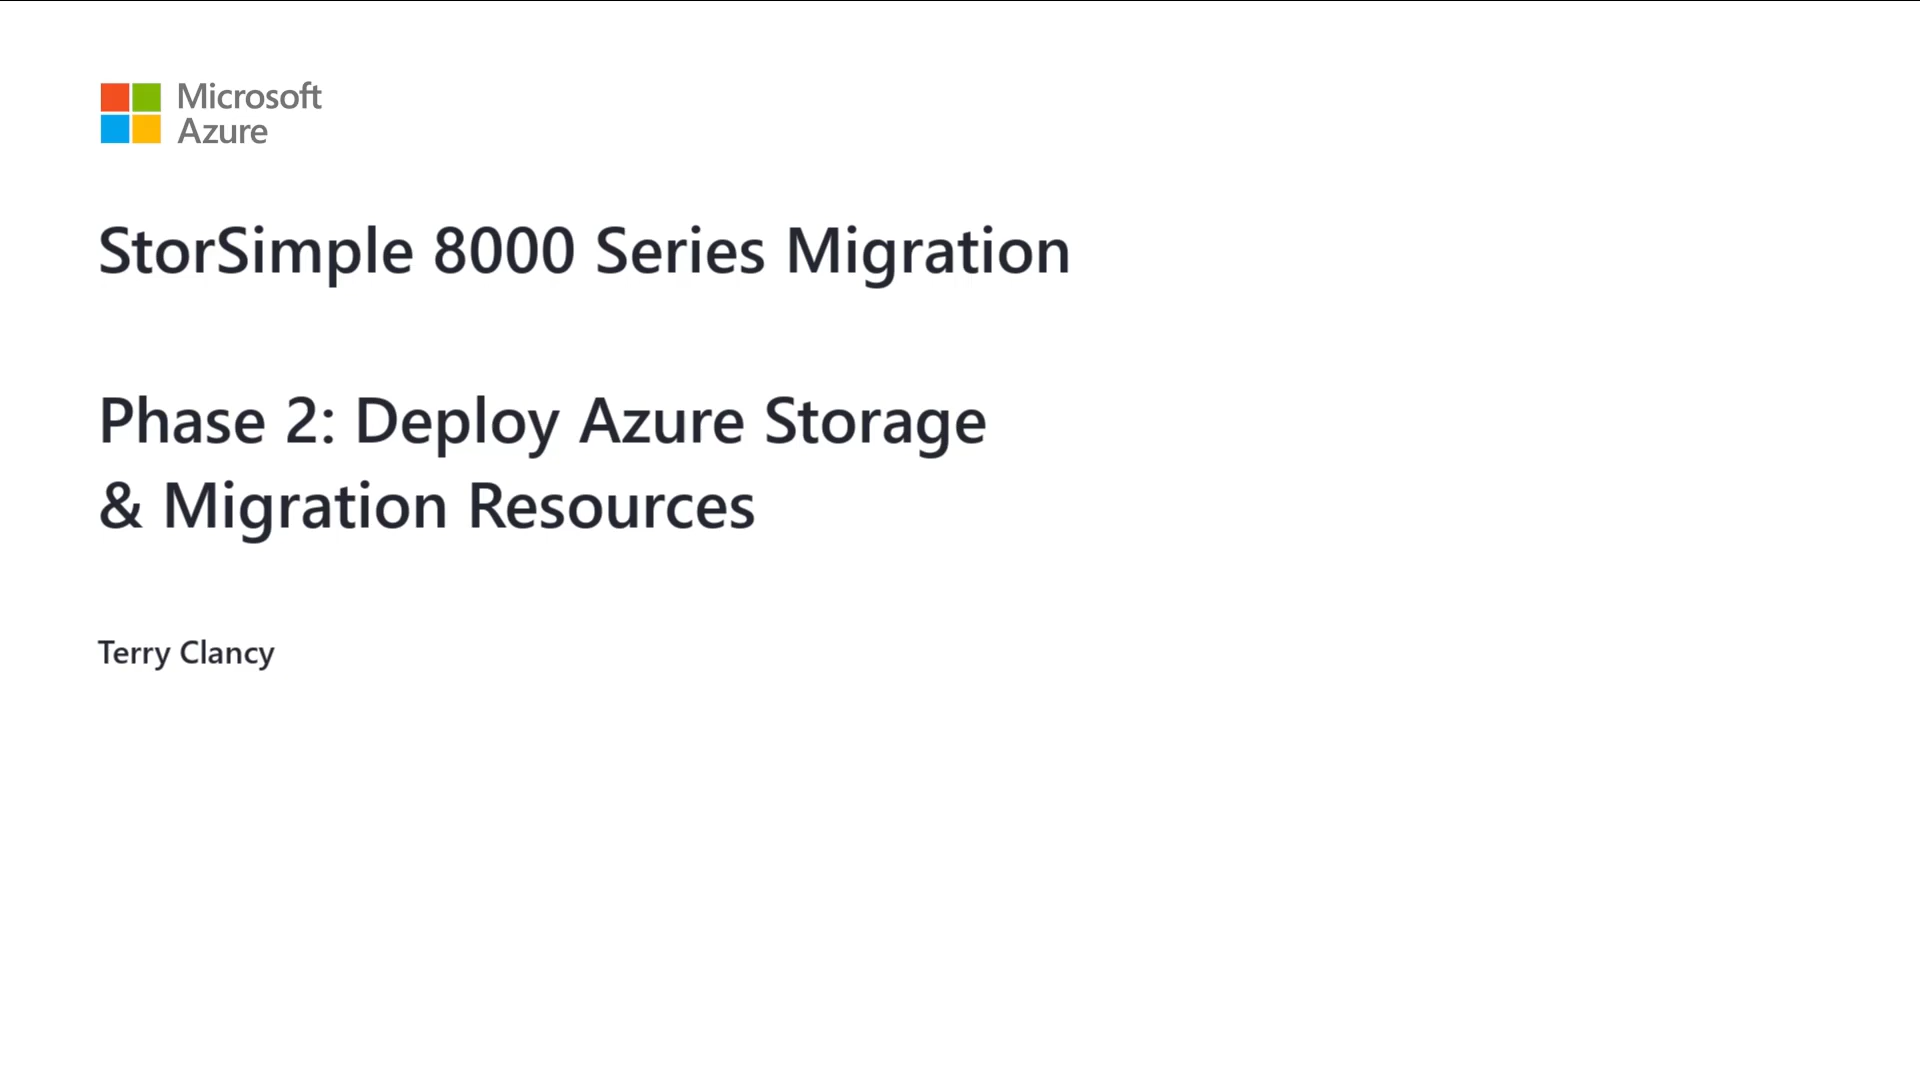 Microsoft
Azure
StorSimple 8000 Series Migration
Phase 2: Deploy Azure Storage
& Migration Resources
Terry Clancy